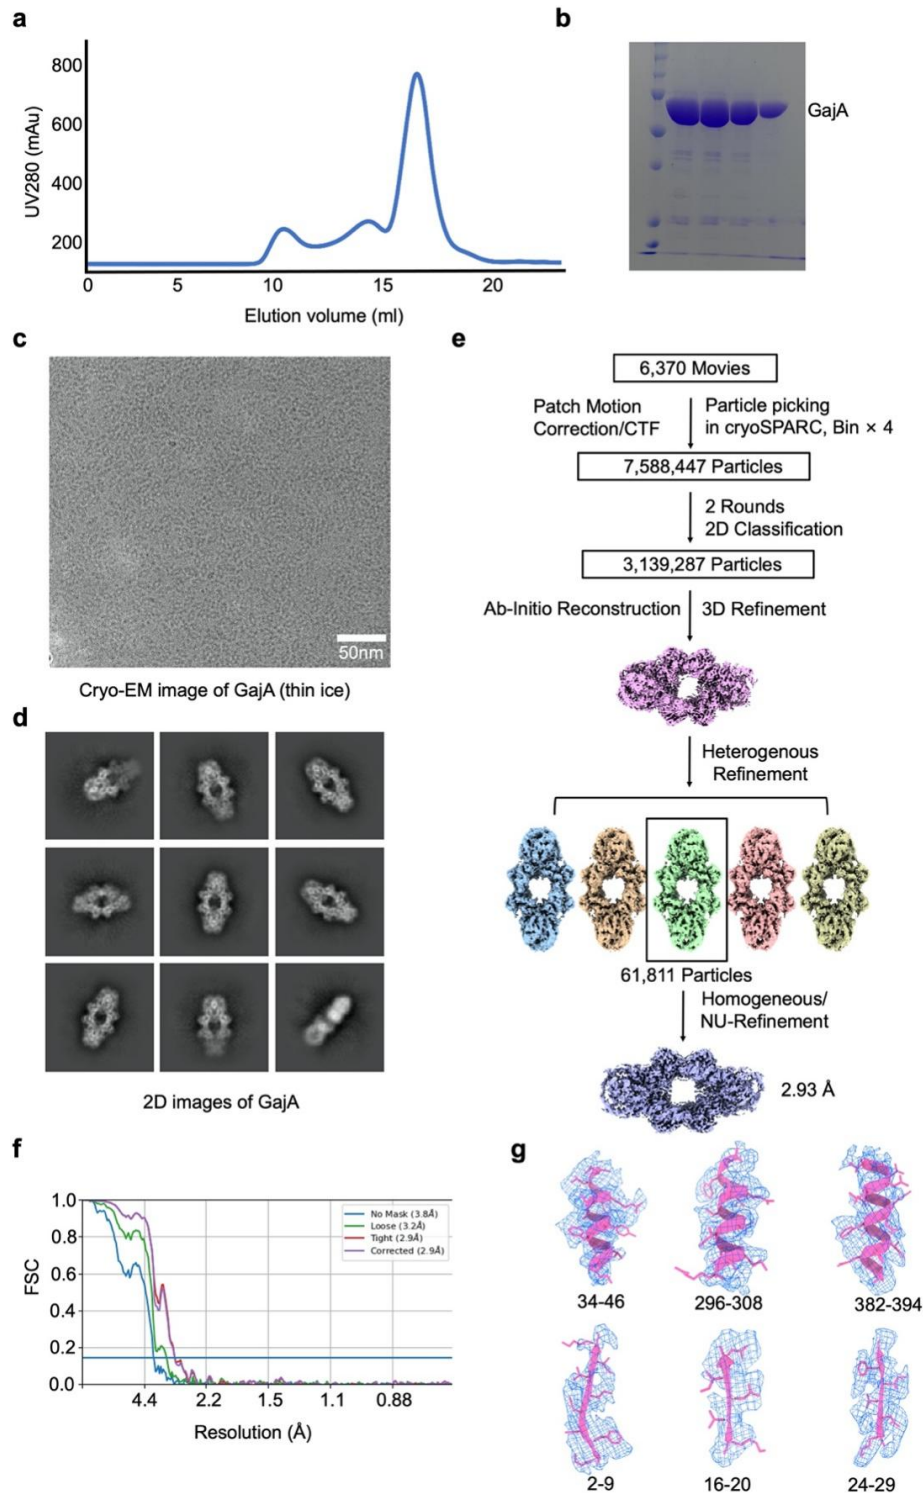 a
800
600
400
200
UV280 (mAu)
0
5
10
15
20
Elution volume (ml)
b
GajA
c
50nm
Cryo-EM image of GajA (thin ice)
d
2D images of GajA
e
6,370 Movies
Patch Motion
Correction/CTF
Particle picking
in cryoSPARC, Bin × 4
7,588,447 Particles
2 Rounds
2D Classification
3,139,287 Particles
Ab-Initio Reconstruction
3D Refinement
Heterogenous
Refinement
61,811 Particles
Homogeneous/
NU-Refinement
2.93 Å
f
1.0
0.8
0.6
0.4
0.2
0.0
FSC
No Mask (3.8Å)
Loose (3.2Å)
Tight (2.9Å)
Corrected (2.9Å)
4.4
2.2
1.5
1.1
0.88
Resolution (Å)
g
34-46
296-308
382-394
2-9
16-20
24-29